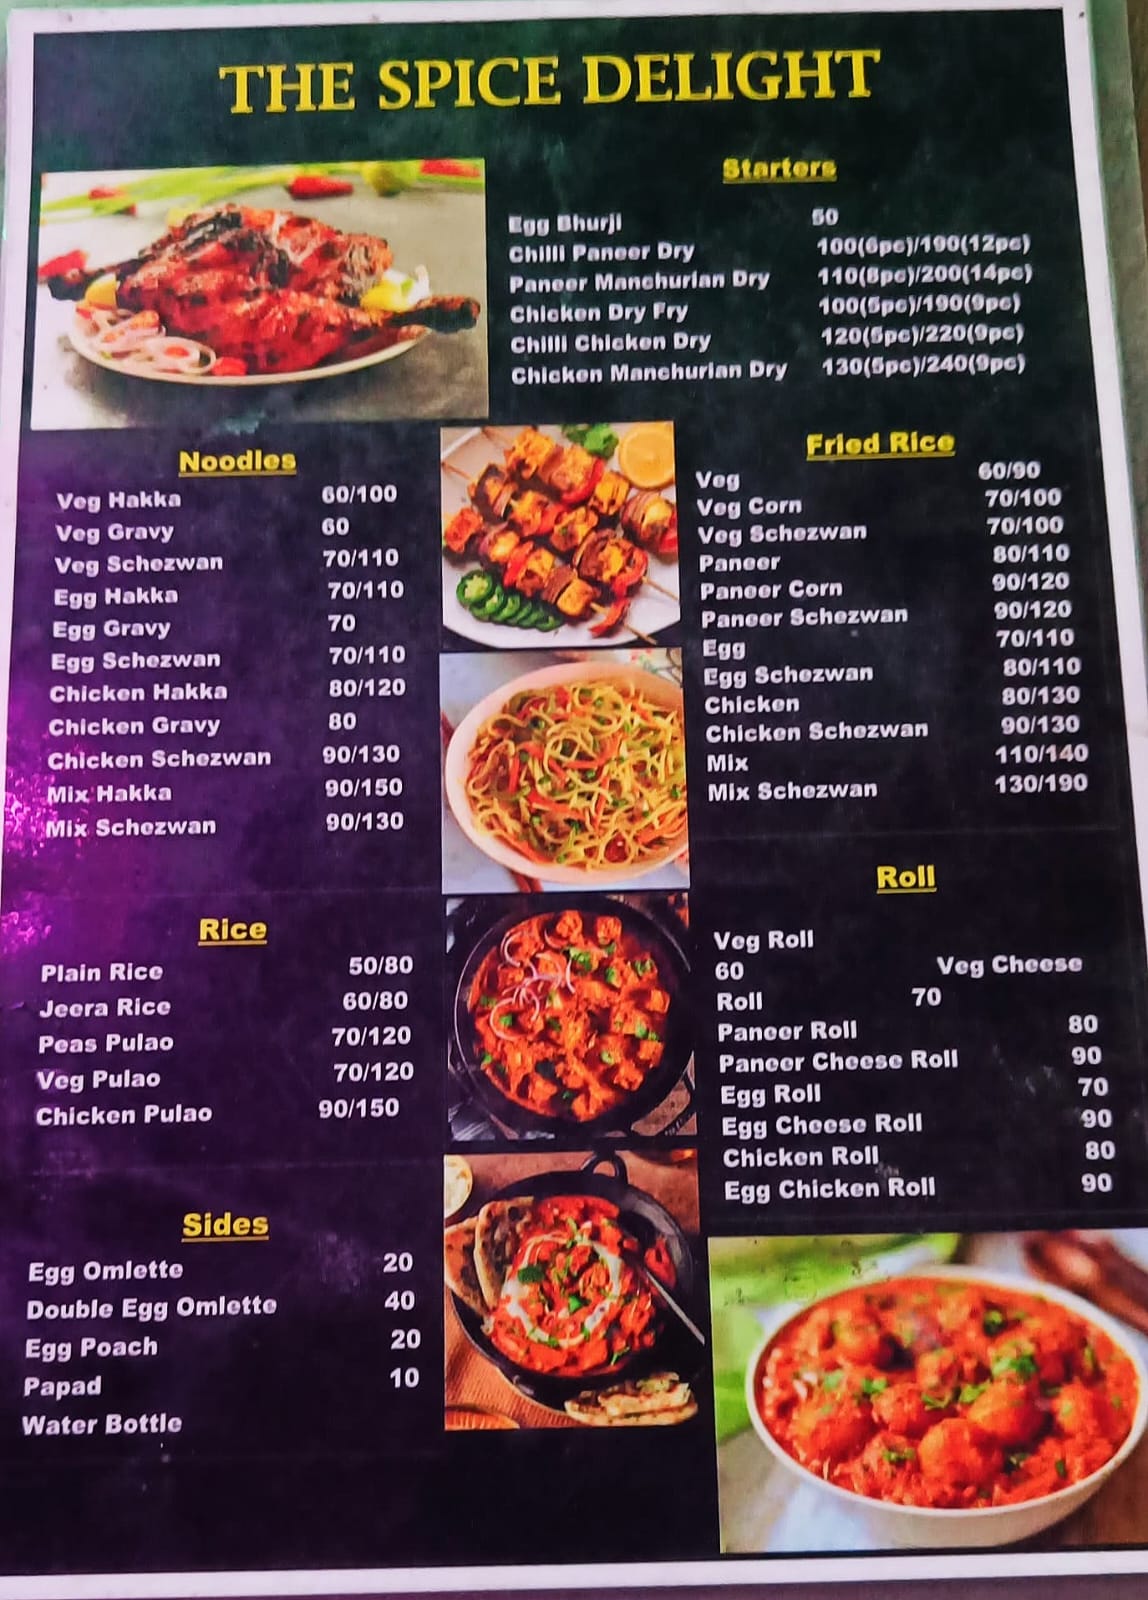 THE SPICE DELIGHT
Starters
Egg Bhurji 50
Chilli Paneer Dry 100(6pc)/190(12pc)
Paneer Manchurian Dry 110(8pc)/200(14pc)
Chicken Dry Fry 100(5pc)/190(9pc)
Chilli Chicken Dry 120(5pc)/220(9pc)
Chicken Manchurian Dry 130(5pc)/240(9pc)
Noodles
Veg Hakka 60/100
Veg Gravy 60
Veg Schezwan 70/110
Egg Hakka 70/110
Egg Gravy 70
Egg Schezwan 70/110
Chicken Hakka 80/120
Chicken Gravy 80
Chicken Schezwan 90/130
Mix Hakka 90/150
Mix Schezwan 90/130
Fried Rice
Veg 60/90
Veg Corn 70/100
Veg Schezwan 70/100
Paneer 80/110
Paneer Corn 90/120
Paneer Schezwan 90/120
Egg 70/110
Egg Schezwan 80/110
Chicken 80/130
Chicken Schezwan 90/130
Mix 110/140
Mix Schezwan 130/190
Rice
Plain Rice 50/80
Jeera Rice 60/80
Peas Pulao 70/120
Veg Pulao 70/120
Chicken Pulao 90/150
Roll
Veg Roll
60 Veg Cheese
Roll 70
Paneer Roll 80
Paneer Cheese Roll 90
Egg Roll 70
Egg Cheese Roll 90
Chicken Roll 80
Egg Chicken Roll 90
Sides
Egg Omlette 20
Double Egg Omlette 40
Egg Poach 20
Papad 10
Water Bottle